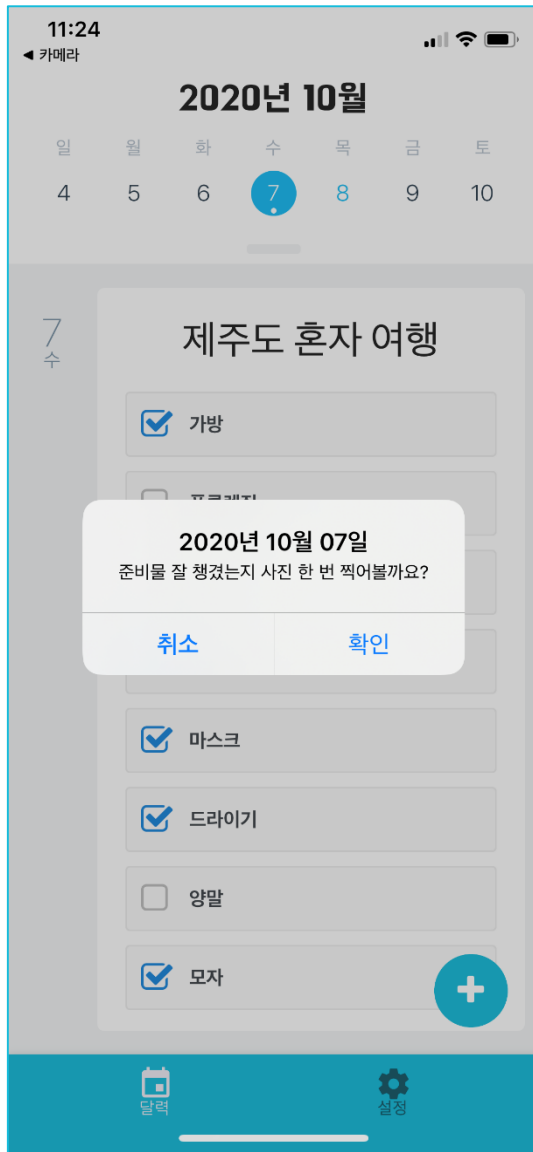 11:24
◀ 카메라
2020년 10월
일 월 화 수 목 금 토
4 5 6 7 8 9 10
7
수
제주도 혼자 여행
가방
2020년 10월 07일
준비물 잘 챙겼는지 사진 한 번 찍어볼까요?
취소 확인
마스크
드라이기
양말
모자
달력 설정